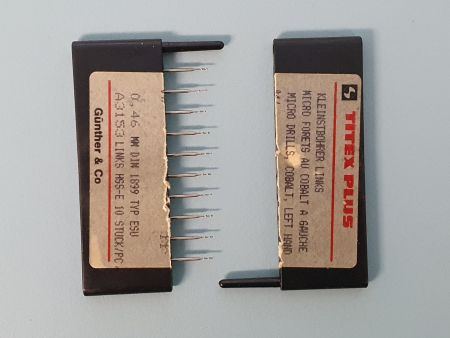 0,46 MM DIN 1899 TYP ESU
A3153 LINKS HSS-E 10 STUCK/PC
Günther & Co
TITEX PLUS
KLEINSTBOHRER LINKS
MICRO FORETS AU COBALT A GAUCHE
MICRO DRILLS, COBALT, LEFT HAND